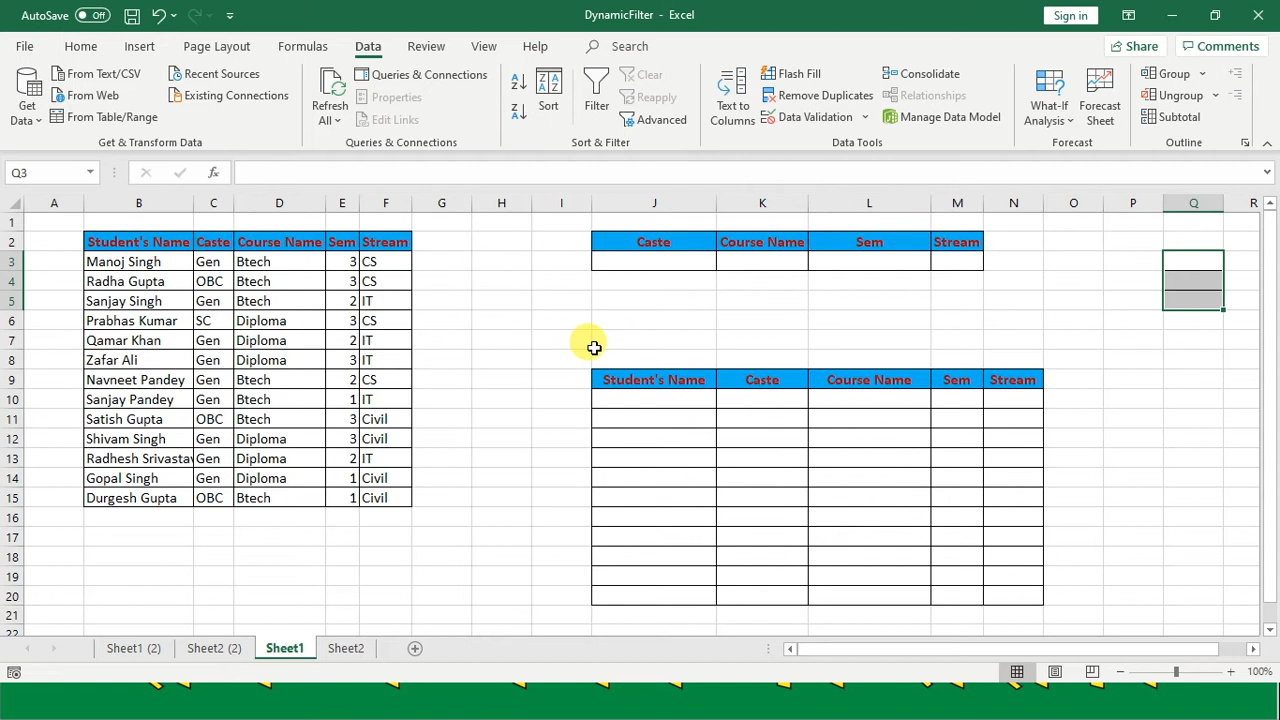 AutoSave Off DynamicFilter - Excel Sign in
File Home Insert Page Layout Formulas Data Review View Help Search Share Comments
Get Data From Text/CSV From Web From Table/Range Recent Sources Existing Connections
Get & Transform Data
Refresh All Queries & Connections Properties Edit Links
Queries & Connections
Sort Filter Clear Reapply Advanced
Sort & Filter
Text to Columns Flash Fill Remove Duplicates Data Validation Consolidate Relationships Manage Data Model
Data Tools
What-If Analysis Forecast Sheet
Forecast
Group Ungroup Subtotal
Outline
Q3 fx
A B C D E F G H I J K L M N O P Q R
1
2 Student's Name Caste Course Name Sem Stream Caste Course Name Sem Stream
3 Manoj Singh Gen Btech 3 CS
4 Radha Gupta OBC Btech 3 CS
5 Sanjay Singh Gen Btech 2 IT
6 Prabhas Kumar SC Diploma 3 CS
7 Qamar Khan Gen Diploma 2 IT
8 Zafar Ali Gen Diploma 3 IT
9 Navneet Pandey Gen Btech 2 CS Student's Name Caste Course Name Sem Stream
10 Sanjay Pandey Gen Btech 1 IT
11 Satish Gupta OBC Btech 3 Civil
12 Shivam Singh Gen Diploma 3 Civil
13 Radhesh Srivastav Gen Diploma 2 IT
14 Gopal Singh Gen Diploma 1 Civil
15 Durgesh Gupta OBC Btech 1 Civil
16
17
18
19
20
21
22
Sheet1 (2) Sheet2 (2) Sheet1 Sheet2
100%